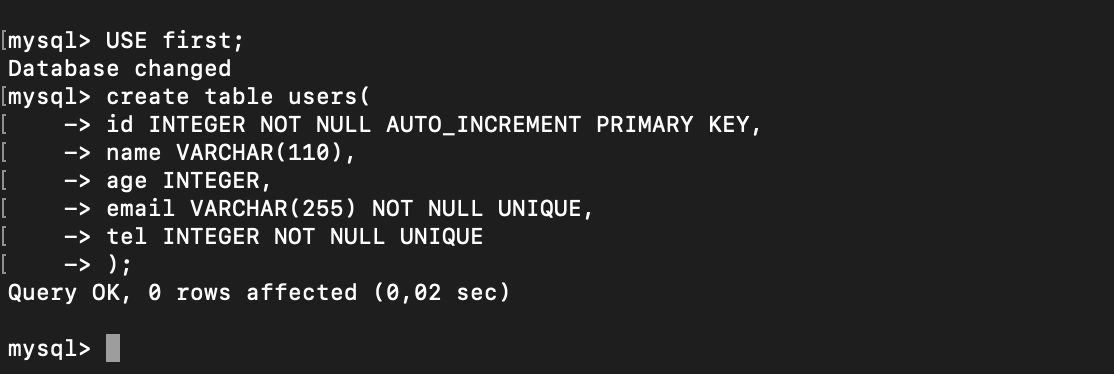 [mysql> USE first;
Database changed
[mysql> create table users(
[    -> id INTEGER NOT NULL AUTO_INCREMENT PRIMARY KEY,
[    -> name VARCHAR(110),
[    -> age INTEGER,
[    -> email VARCHAR(255) NOT NULL UNIQUE,
[    -> tel INTEGER NOT NULL UNIQUE
[    -> );
Query OK, 0 rows affected (0,02 sec)
mysql>